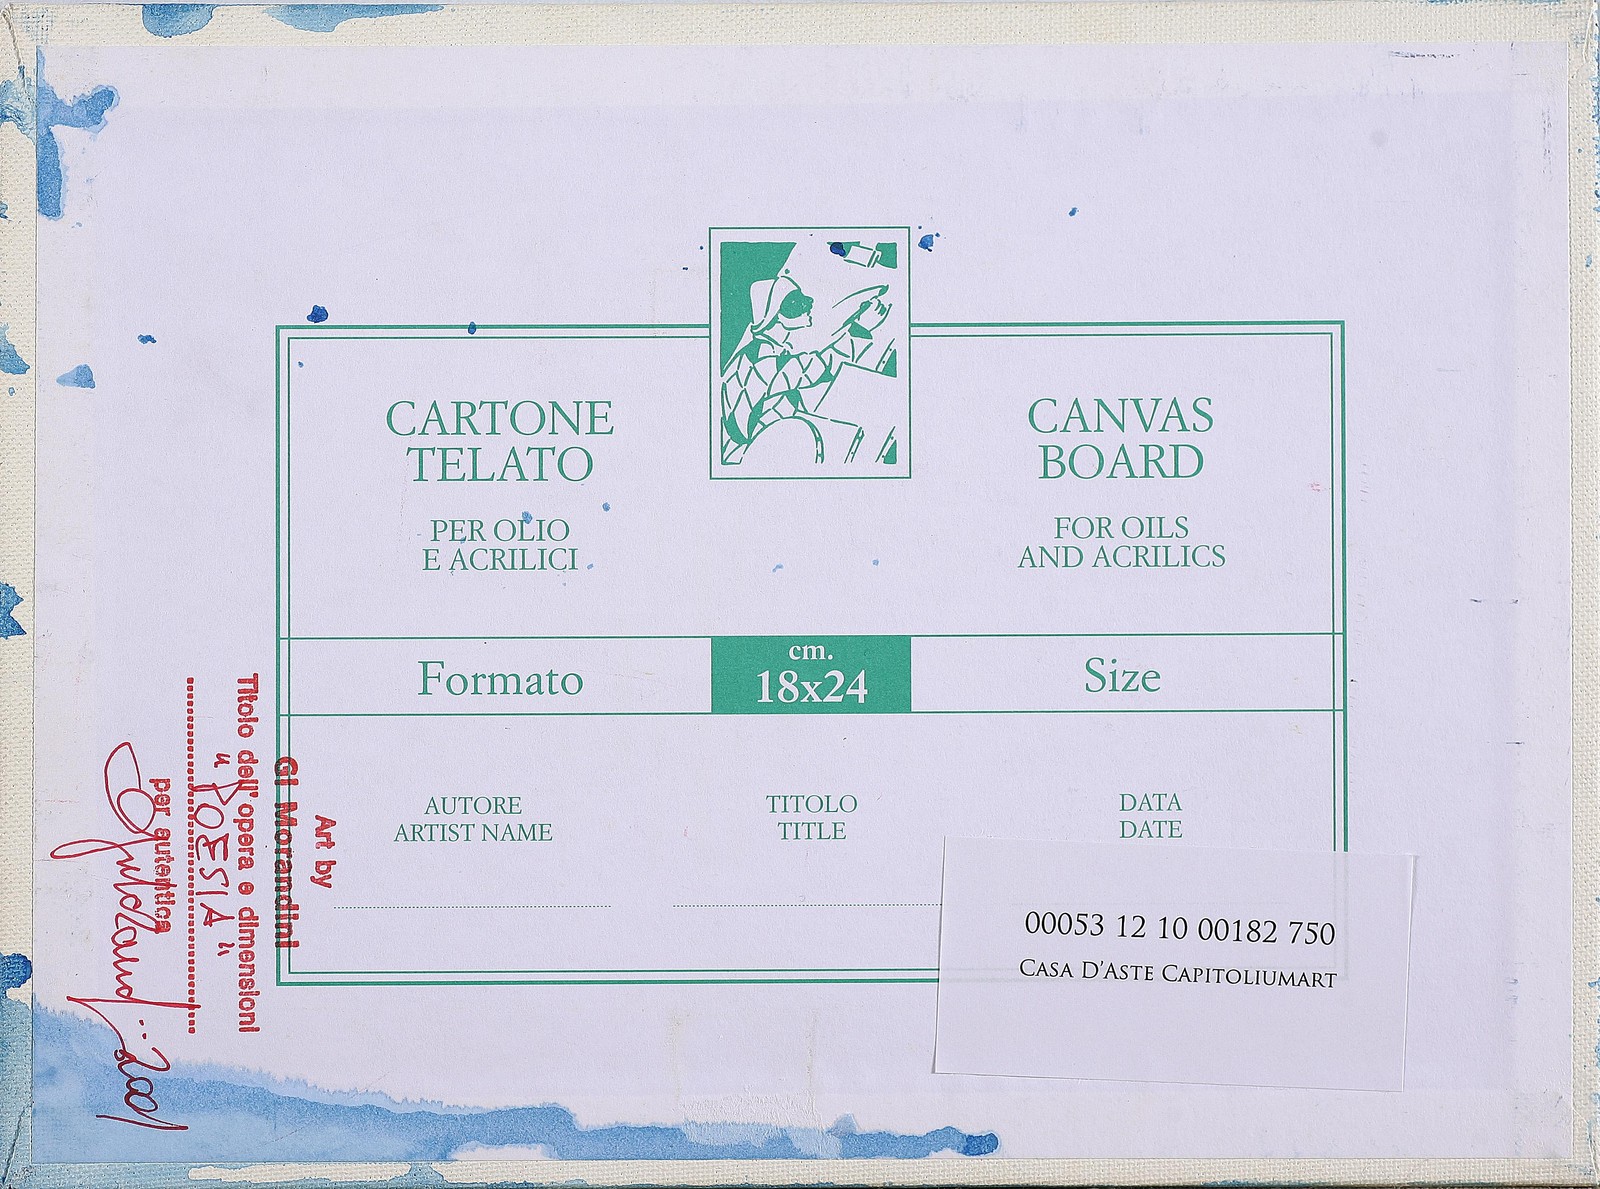 CARTONE
TELATO
PER OLIO
E ACRILICI
CANVAS
BOARD
FOR OILS
AND ACRILICS
Formato
cm.
18x24
Size
AUTORE
ARTIST NAME
TITOLO
TITLE
DATA
DATE
00053 12 10 00182 750
CASA D'ASTE CAPITOLIUMART
Art by
GI Morandini
Titolo dell'opera e dimensioni
"POESIA"
per autentica
2001